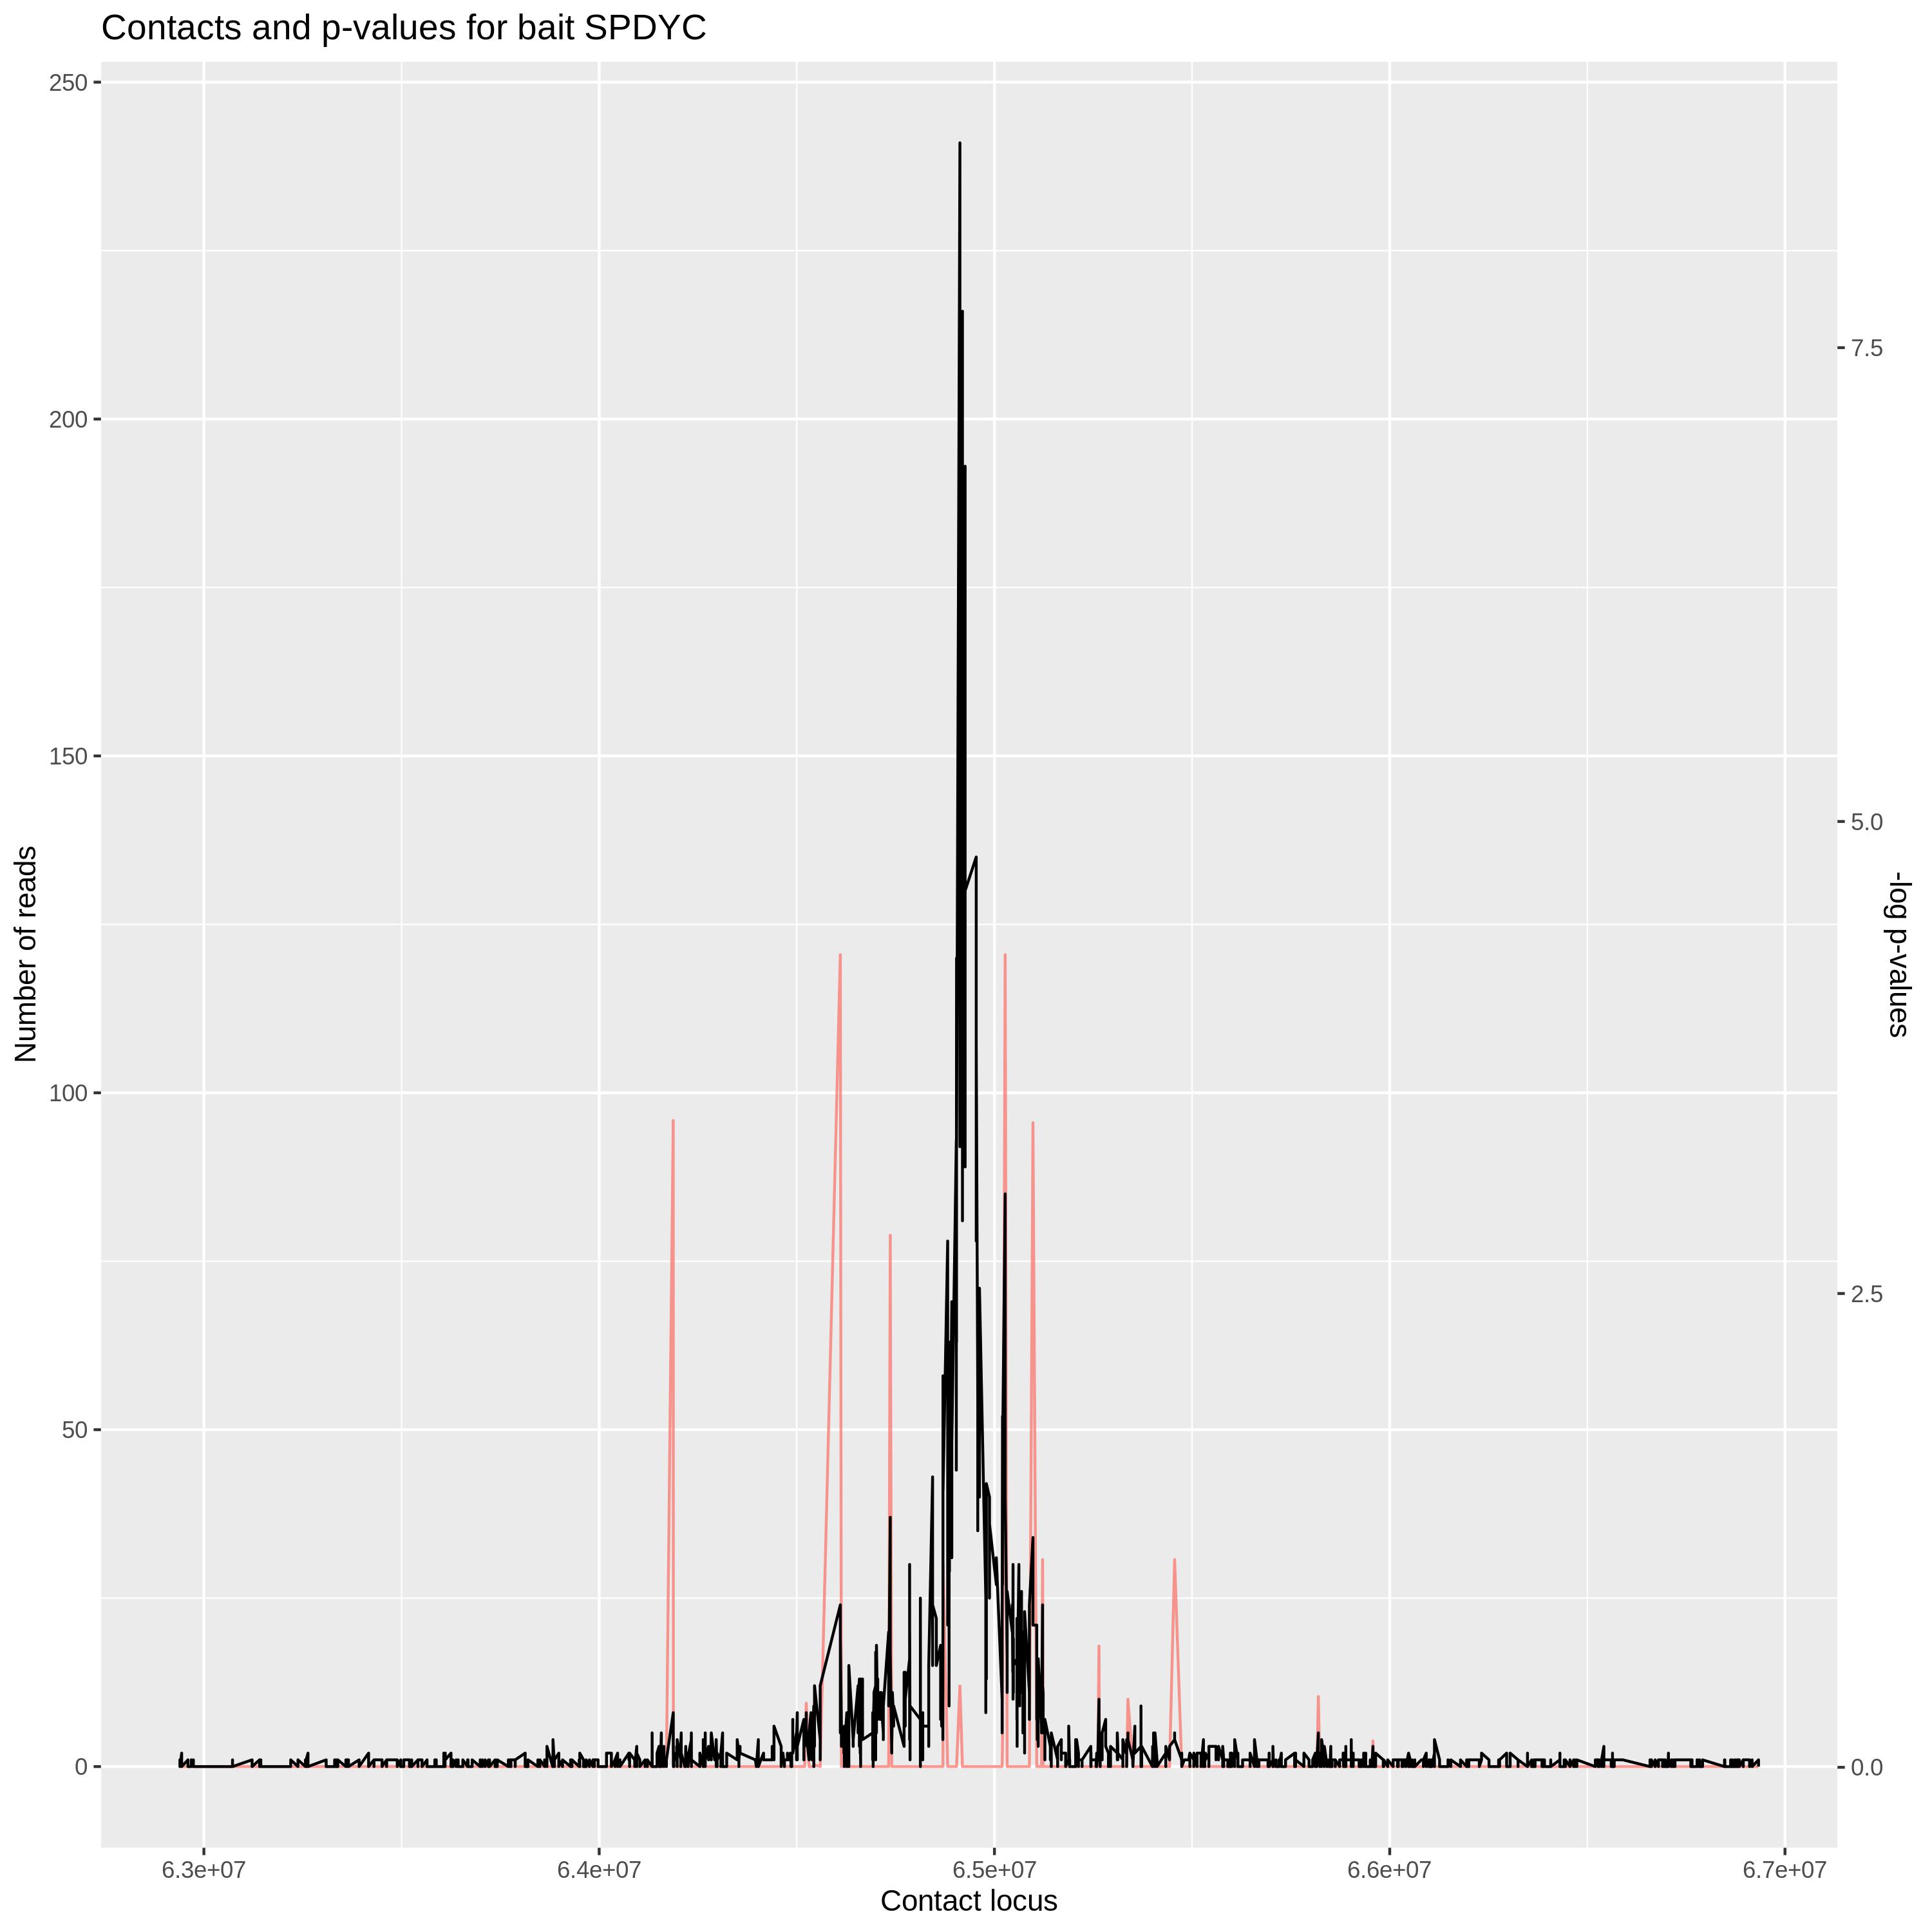 Contacts and p-values for bait SPDYC
250
200
150
100
50
0
Number of reads
7.5
5.0
2.5
0.0
-log p-values
6.3e+07
6.4e+07
6.5e+07
6.6e+07
6.7e+07
Contact locus